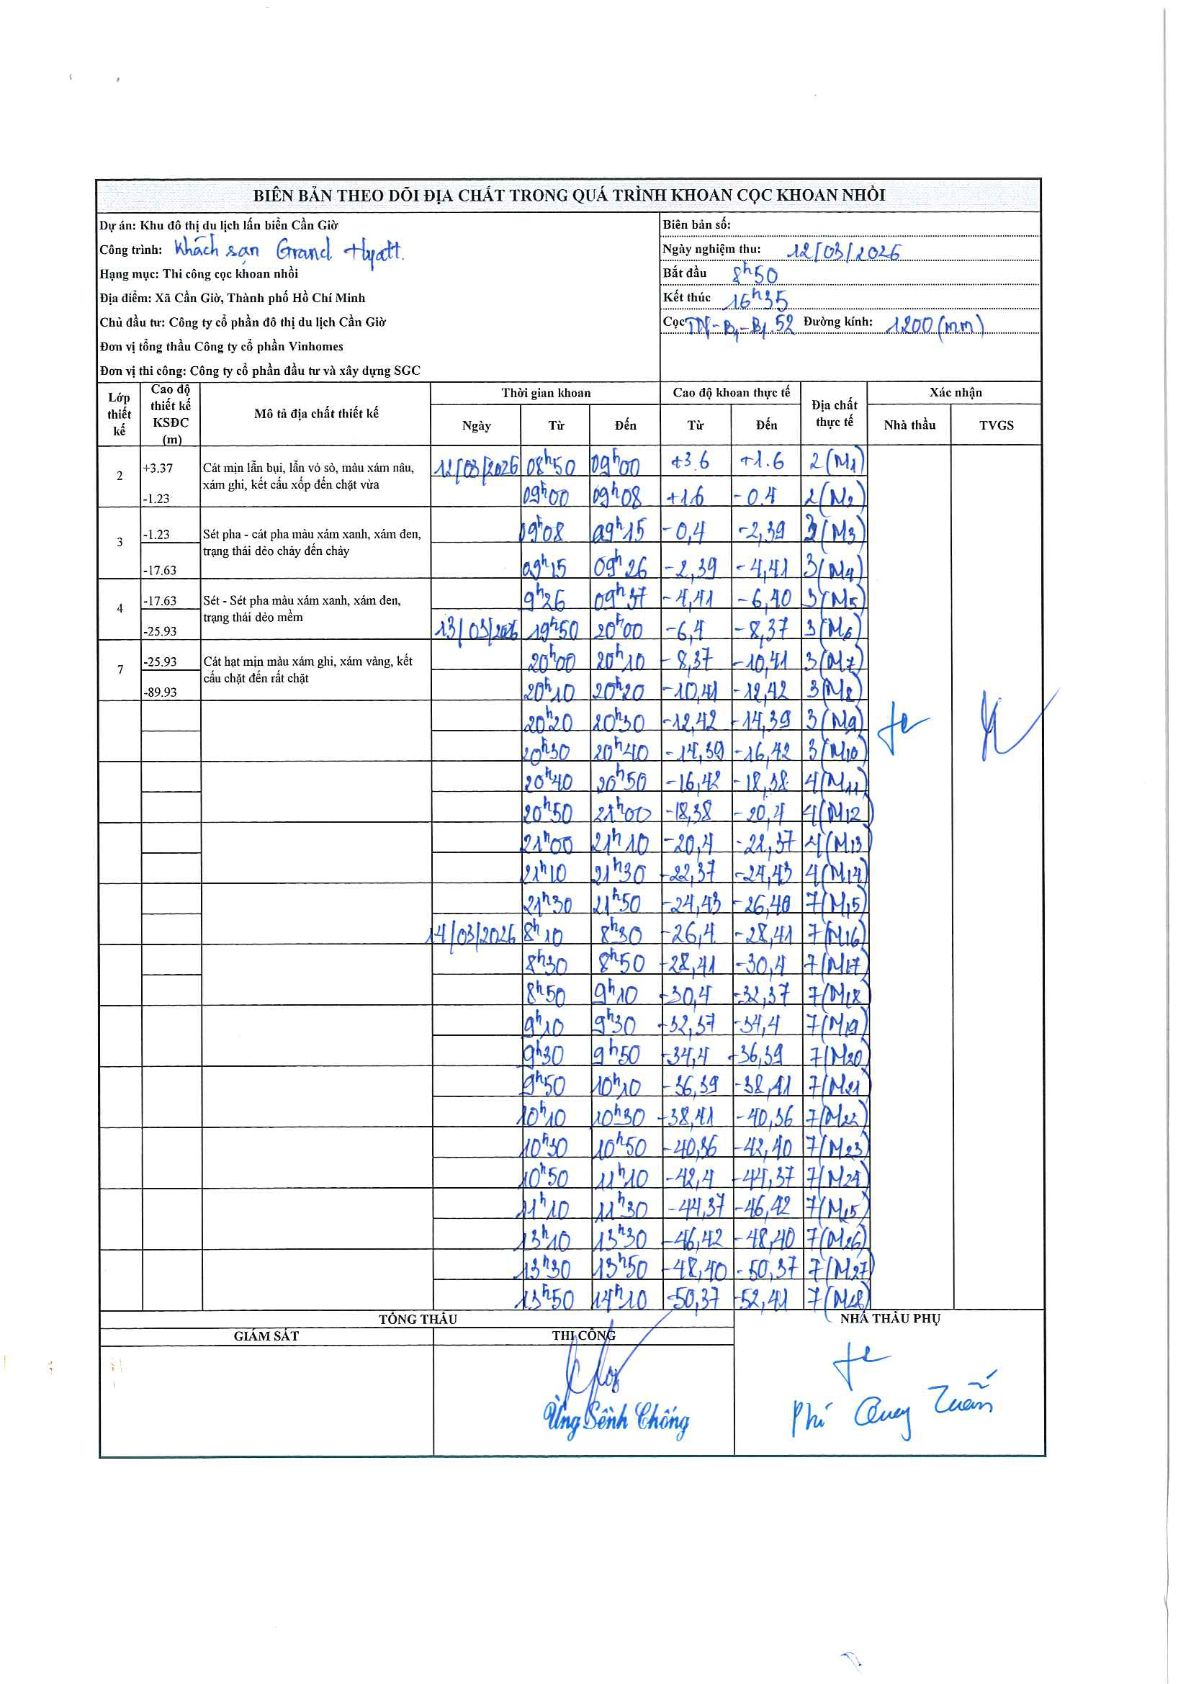 BIÊN BẢN THEO DÕI ĐỊA CHẤT TRONG QUÁ TRÌNH KHOAN CỌC KHOAN NHỒI
Dự án: Khu đô thị du lịch lấn biển Cần Giờ
Công trình: Khách sạn Grand Hyatt.
Hạng mục: Thi công cọc khoan nhồi
Địa điểm: Xã Cần Giờ, Thành phố Hồ Chí Minh
Chủ đầu tư: Công ty cổ phần đô thị du lịch Cần Giờ
Đơn vị tổng thầu Công ty cổ phần Vinhomes
Đơn vị thi công: Công ty cổ phần đầu tư và xây dựng SGC
Biên bản số:
Ngày nghiệm thu: 12/03/2026
Bắt đầu 8h50
Kết thúc 16h35
Cọc Đường kính: 1200 (mm)
Lớp thiết kế Cao độ thiết kế KSĐC (m) Mô tả địa chất thiết kế Thời gian khoan Cao độ khoan thực tế Địa chất thực tế Xác nhận
Ngày Từ Đến Từ Đến Nhà thầu TVGS
2 +3.37 -1.23 Cát mịn lẫn bụi, lẫn vỏ sò, màu xám nâu, xám ghi, kết cấu xốp đến chặt vừa
3 -1.23 -17.63 Sét pha - cát pha màu xám xanh, xám đen, trạng thái dẻo chảy đến chảy
4 -17.63 -25.93 Sét - Sét pha màu xám xanh, xám đen, trạng thái dẻo mềm
7 -25.93 -89.93 Cát hạt mịn màu xám ghi, xám vàng, kết cấu chặt đến rất chặt
12/03/2026 08h50 09h00 +3.6 +1.6 2(M1)
09h00 09h08 +1.6 -0.4 2(M2)
09h08 09h15 -0,4 -2,39 3(M3)
09h15 09h26 -2,39 -4,41 3(M4)
9h26 09h37 -4,41 -6,40 3(M5)
13/03/2026 19h50 20h00 -6,4 -8,37 3(M6)
20h00 20h10 -8,37 -10,41 3(M7)
20h10 20h20 -10,41 -12,42 3(M8)
20h20 20h30 -12,42 -14,39 3(M9)
20h30 20h40 -14,39 -16,42 3(M10)
20h40 20h50 -16,42 -18,38 4(M11)
20h50 21h00 -18,38 -20,4 4(M12)
21h00 21h10 -20,4 -22,37 4(M13)
21h10 21h30 -22,37 -24,43 4(M14)
21h30 21h50 -24,43 -26,40 7(M15)
14/03/2026 8h10 8h30 -26,4 -28,41 7(M16)
8h30 8h50 -28,41 -30,4 7(M17)
8h50 9h10 -30,4 -32,37 7(M18)
9h10 9h30 -32,37 -34,4 7(M19)
9h30 9h50 -34,4 -36,39 7(M20)
9h50 10h10 -36,39 -38,41 7(M21)
10h10 10h30 -38,41 -40,36 7(M22)
10h30 10h50 -40,36 -42,40 7(M23)
10h50 11h10 -42,4 -44,37 7(M24)
11h10 11h30 -44,37 -46,42 7(M25)
13h10 13h30 -46,42 -48,40 7(M26)
13h30 13h50 -48,40 -50,37 7(M27)
13h50 14h10 -50,37 -52,41 7(M28)
TỔNG THẦU NHÀ THẦU PHỤ
GIÁM SÁT THI CÔNG
Ừng Sềnh Chống
Phí Quay Tuấn